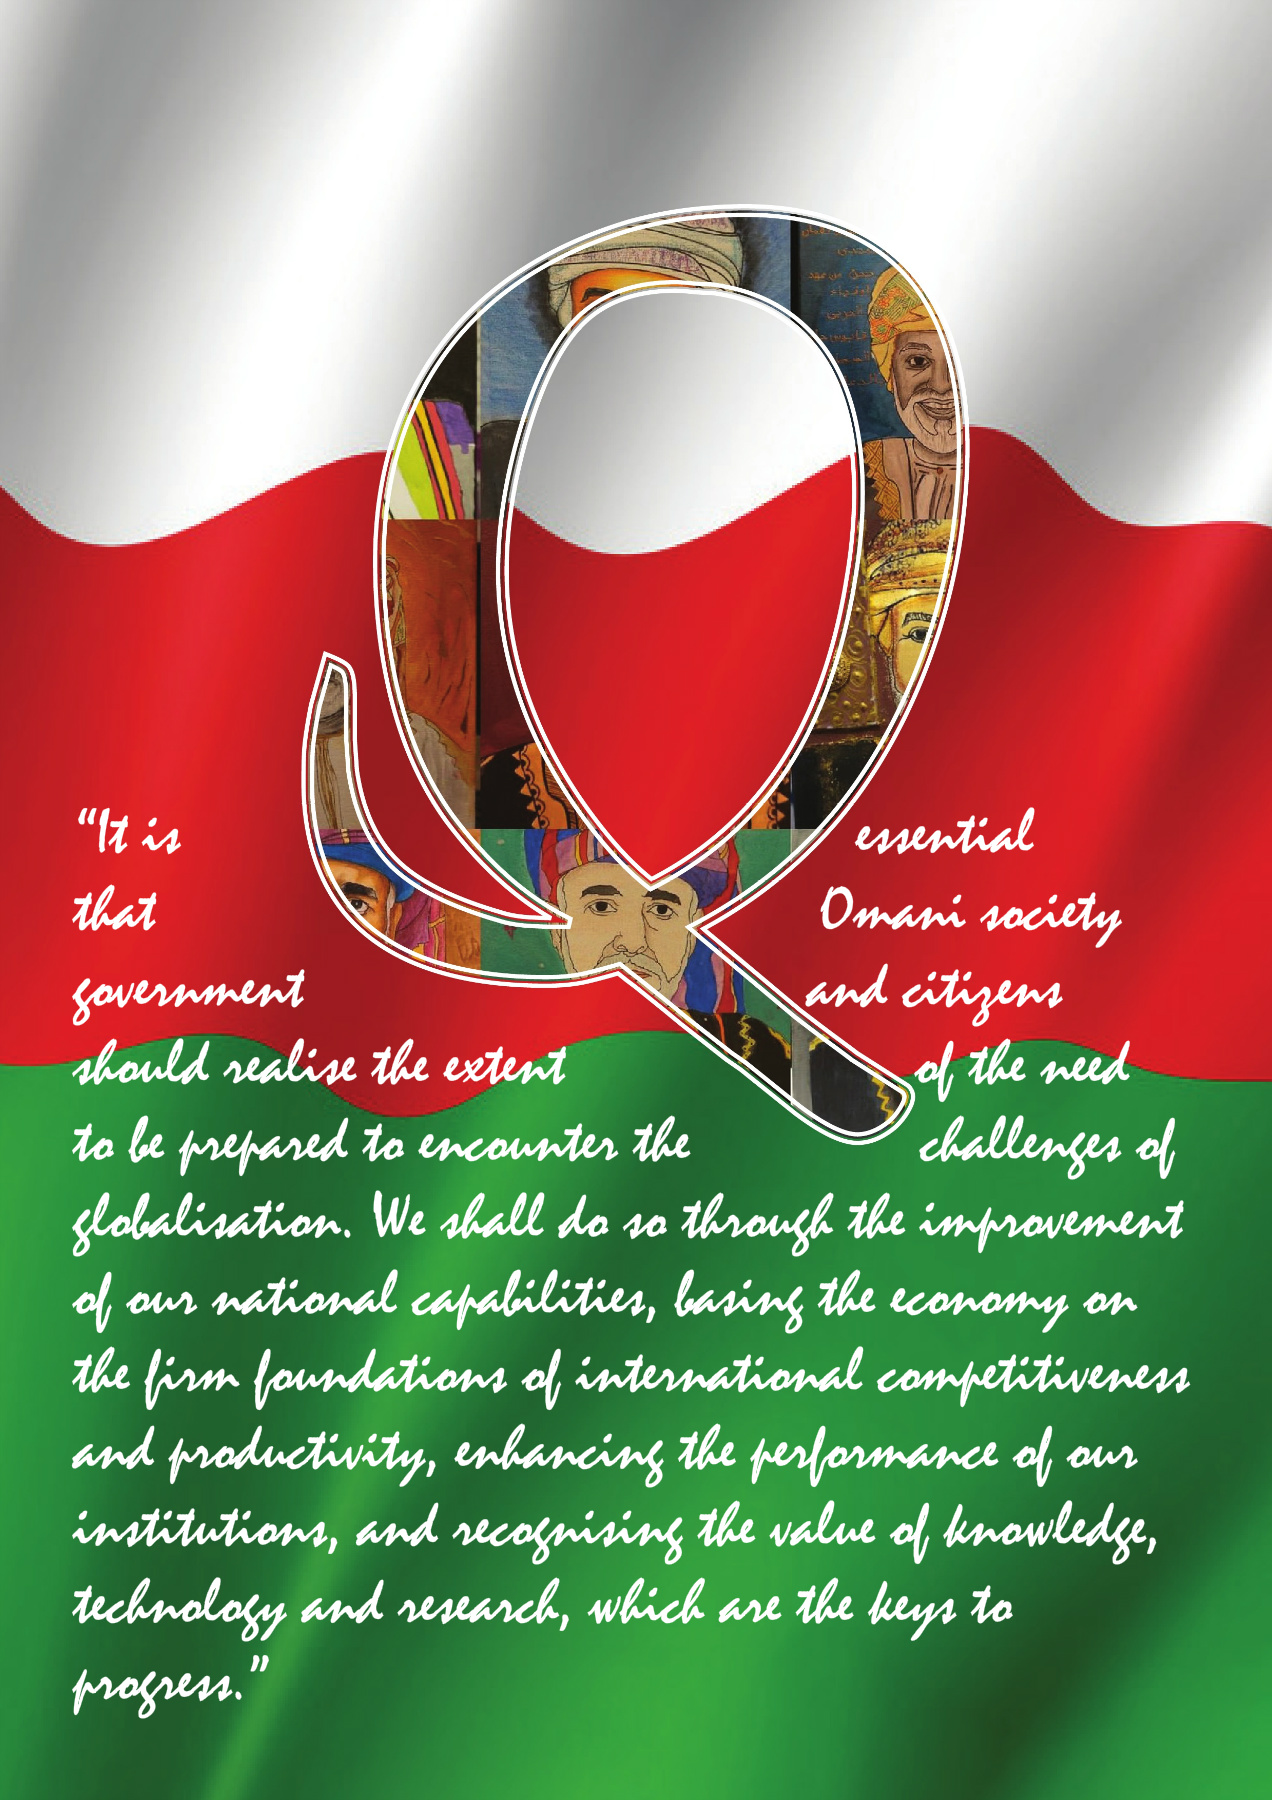 “It is essential
that Omani society
government and citizens
should realise the extent of the need
to be prepared to encounter the challenges of
globalisation. We shall do so through the improvement
of our national capabilities, basing the economy on
the firm foundations of international competitiveness
and productivity, enhancing the performance of our
institutions, and recognising the value of knowledge,
technology and research, which are the keys to
progress.”